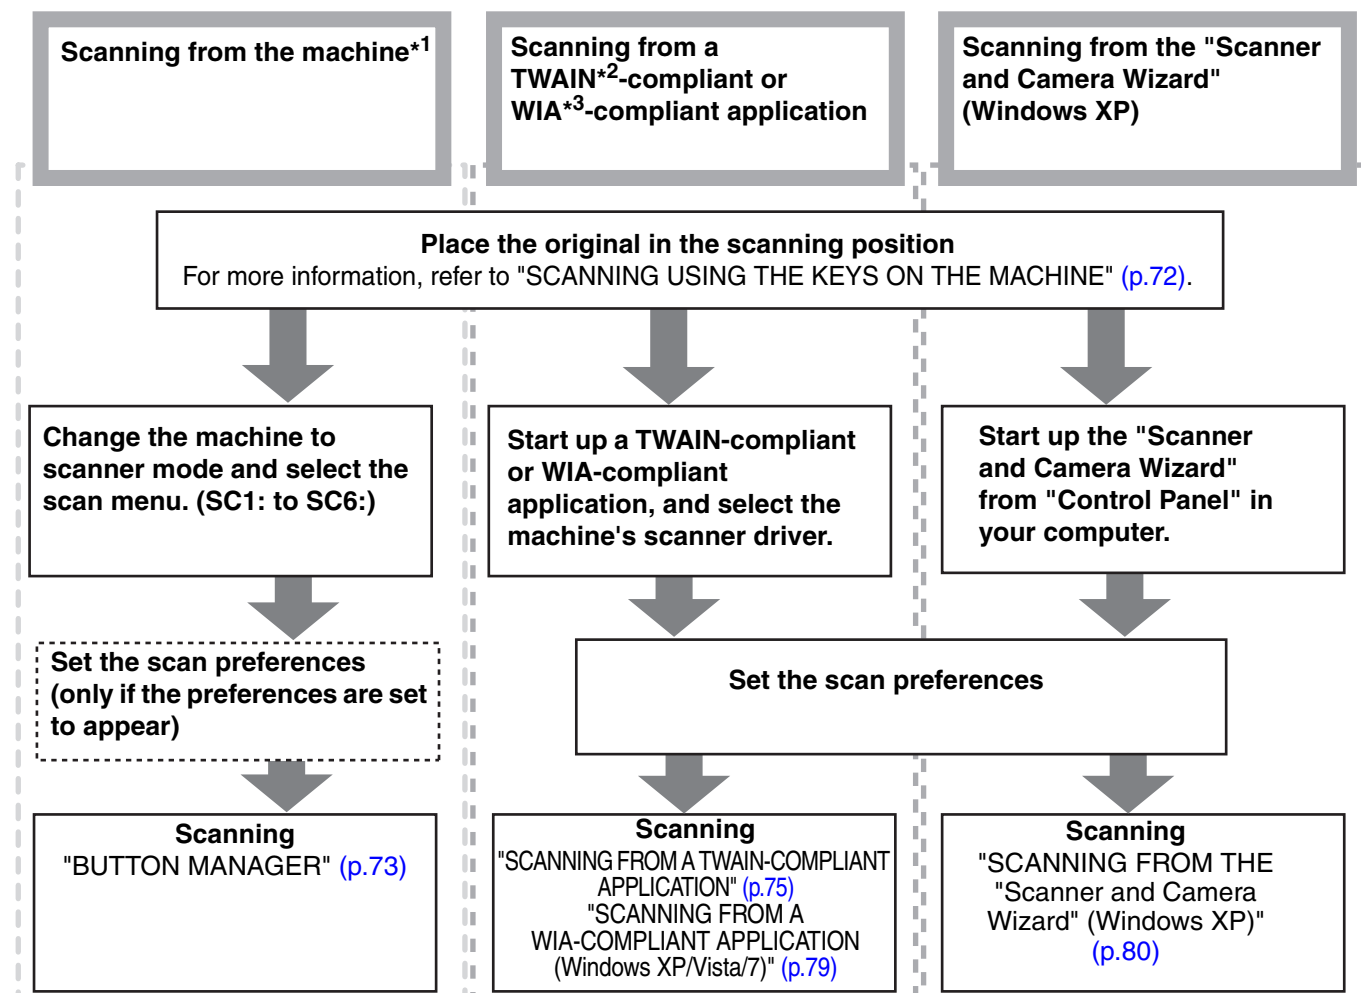 Scanning from the machine*1
Scanning from a
TWAIN*2-compliant or
WIA*3-compliant application
Scanning from the "Scanner
and Camera Wizard"
(Windows XP)
Place the original in the scanning position
For more information, refer to "SCANNING USING THE KEYS ON THE MACHINE" (p.72).
Change the machine to
scanner mode and select the
scan menu. (SC1: to SC6:)
Start up a TWAIN-compliant
or WIA-compliant
application, and select the
machine's scanner driver.
Start up the "Scanner
and Camera Wizard"
from "Control Panel" in
your computer.
Set the scan preferences
(only if the preferences are set
to appear)
Set the scan preferences
Scanning
"BUTTON MANAGER" (p.73)
Scanning
"SCANNING FROM A TWAIN-COMPLIANT
APPLICATION" (p.75)
"SCANNING FROM A
WIA-COMPLIANT APPLICATION
(Windows XP/Vista/7)" (p.79)
Scanning
"SCANNING FROM THE
"Scanner and Camera
Wizard" (Windows XP)"
(p.80)